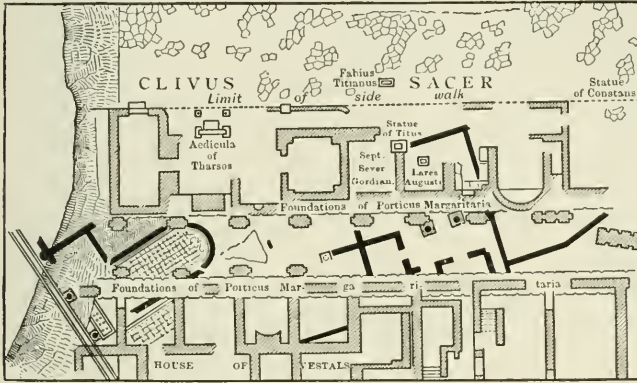 CLIVUS SACER
Fabius
Titianus
Statue
of Constans
Limit of side walk
Statue
of Titus
Aedicula
of
Tharsos
Sept.
Sever
Gordian.
Lares
Augusti
Foundations of Porticus Margaritaris
Foundations of Porticus Mar- ga ri- taria
HOUSE OF VESTALS